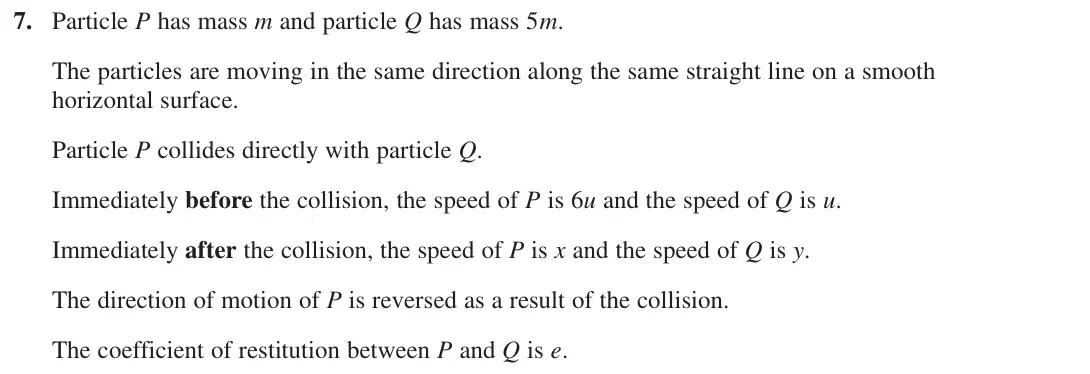 7. Particle P has mass m and particle Q has mass 5m.
The particles are moving in the same direction along the same straight line on a smooth
horizontal surface.
Particle P collides directly with particle Q.
Immediately before the collision, the speed of P is 6u and the speed of Q is u.
Immediately after the collision, the speed of P is x and the speed of Q is y.
The direction of motion of P is reversed as a result of the collision.
The coefficient of restitution between P and Q is e.